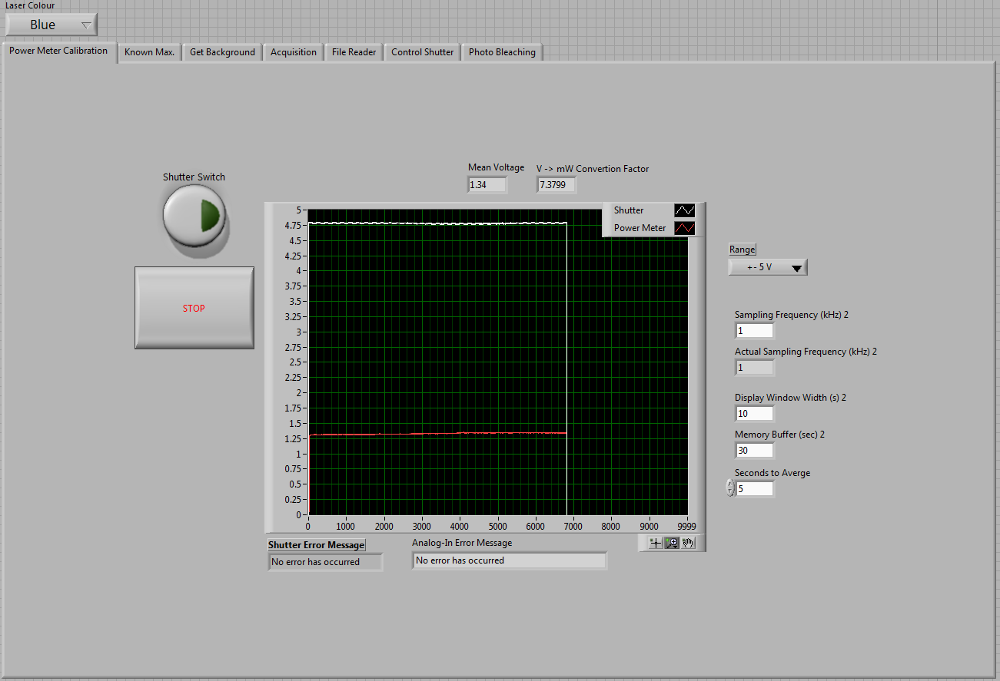 Laser Colour
Blue
Power Meter Calibration
Known Max.
Get Background
Acquisition
File Reader
Control Shutter
Photo Bleaching
Shutter Switch
STOP
Mean Voltage
1.34
V -> mW Convertion Factor
7.3799
Shutter
Power Meter
5
4.75
4.5
4.25
4
3.75
3.5
3.25
3
2.75
2.5
2.25
2
1.75
1.5
1.25
1
0.75
0.5
0.25
0
0 1000 2000 3000 4000 5000 6000 7000 8000 9000 9999
Shutter Error Message
No error has occurred
Analog-In Error Message
No error has occurred
Range
+- 5 V
Sampling Frequency (kHz) 2
1
Actual Sampling Frequency (kHz) 2
1
Display Window Width (s) 2
10
Memory Buffer (sec) 2
30
Seconds to Averge
5